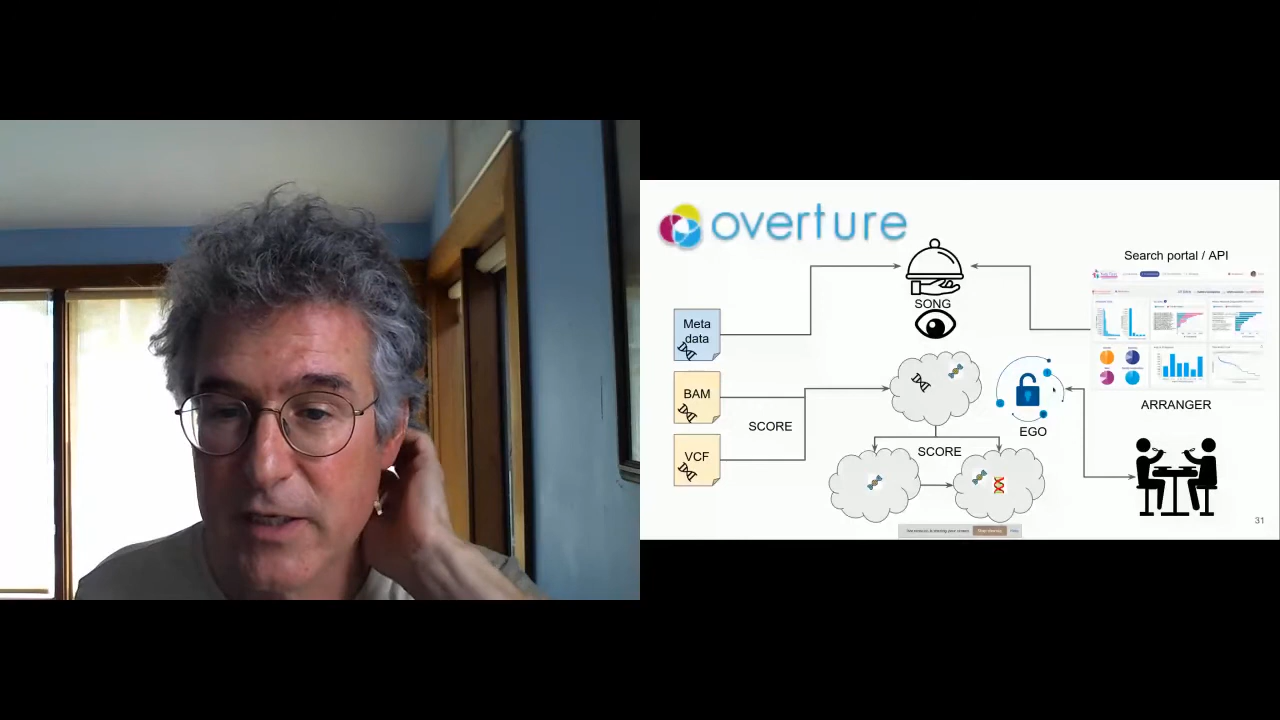 overture
Search portal / API
SONG
Meta
data
BAM
SCORE
VCF
SCORE
EGO
ARRANGER
31